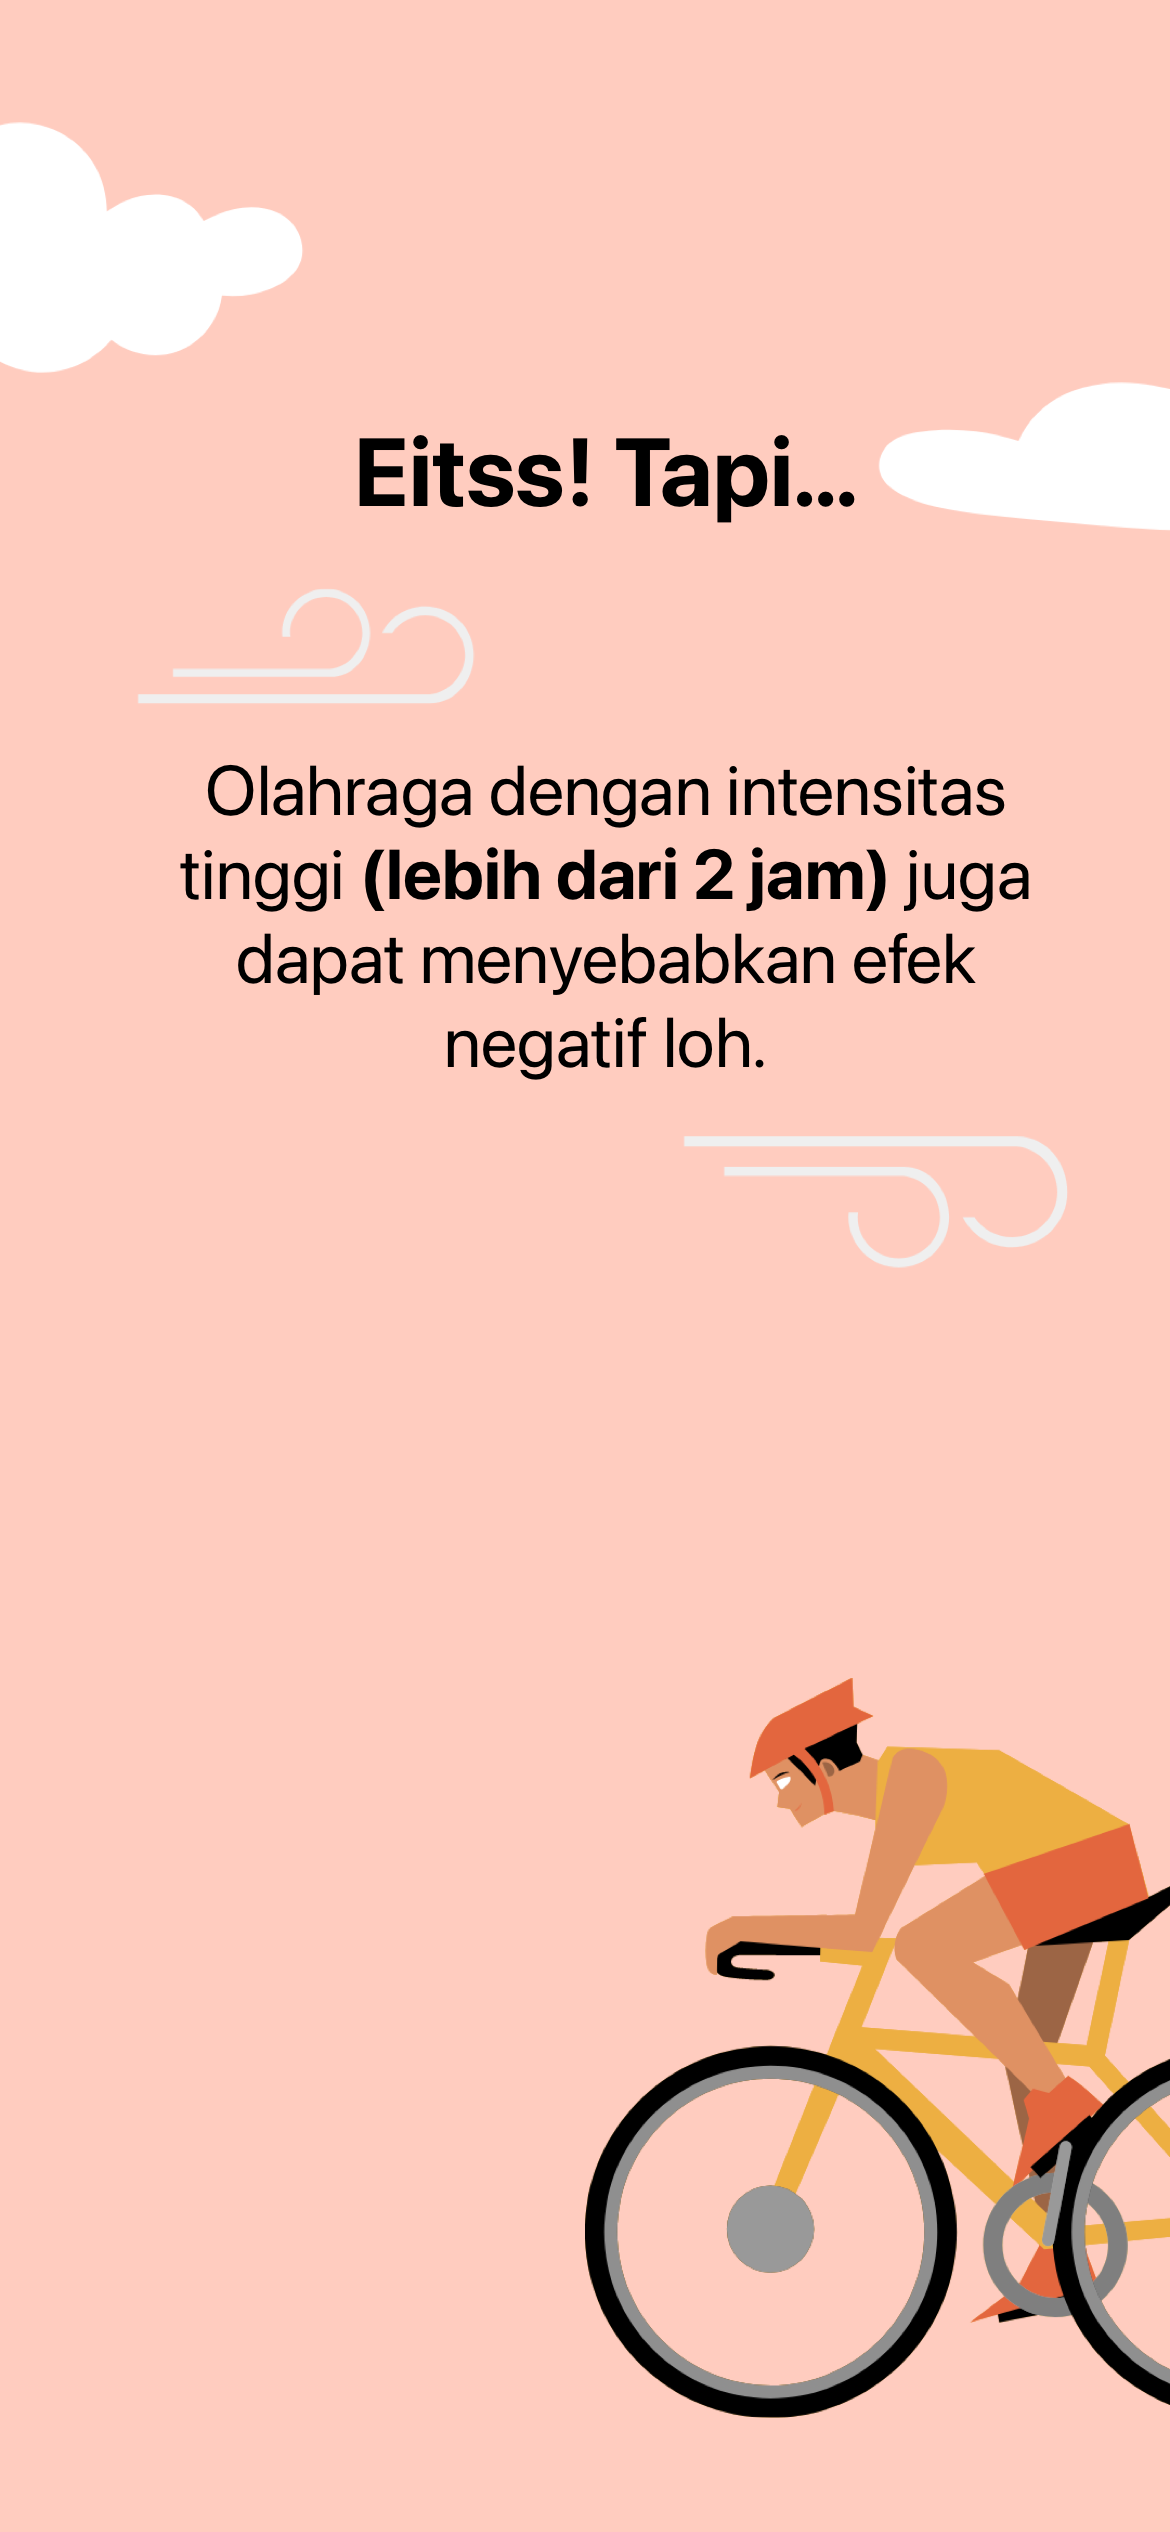 Eitss! Tapi...
Olahraga dengan intensitas
tinggi (lebih dari 2 jam) juga
dapat menyebabkan efek
negatif loh.